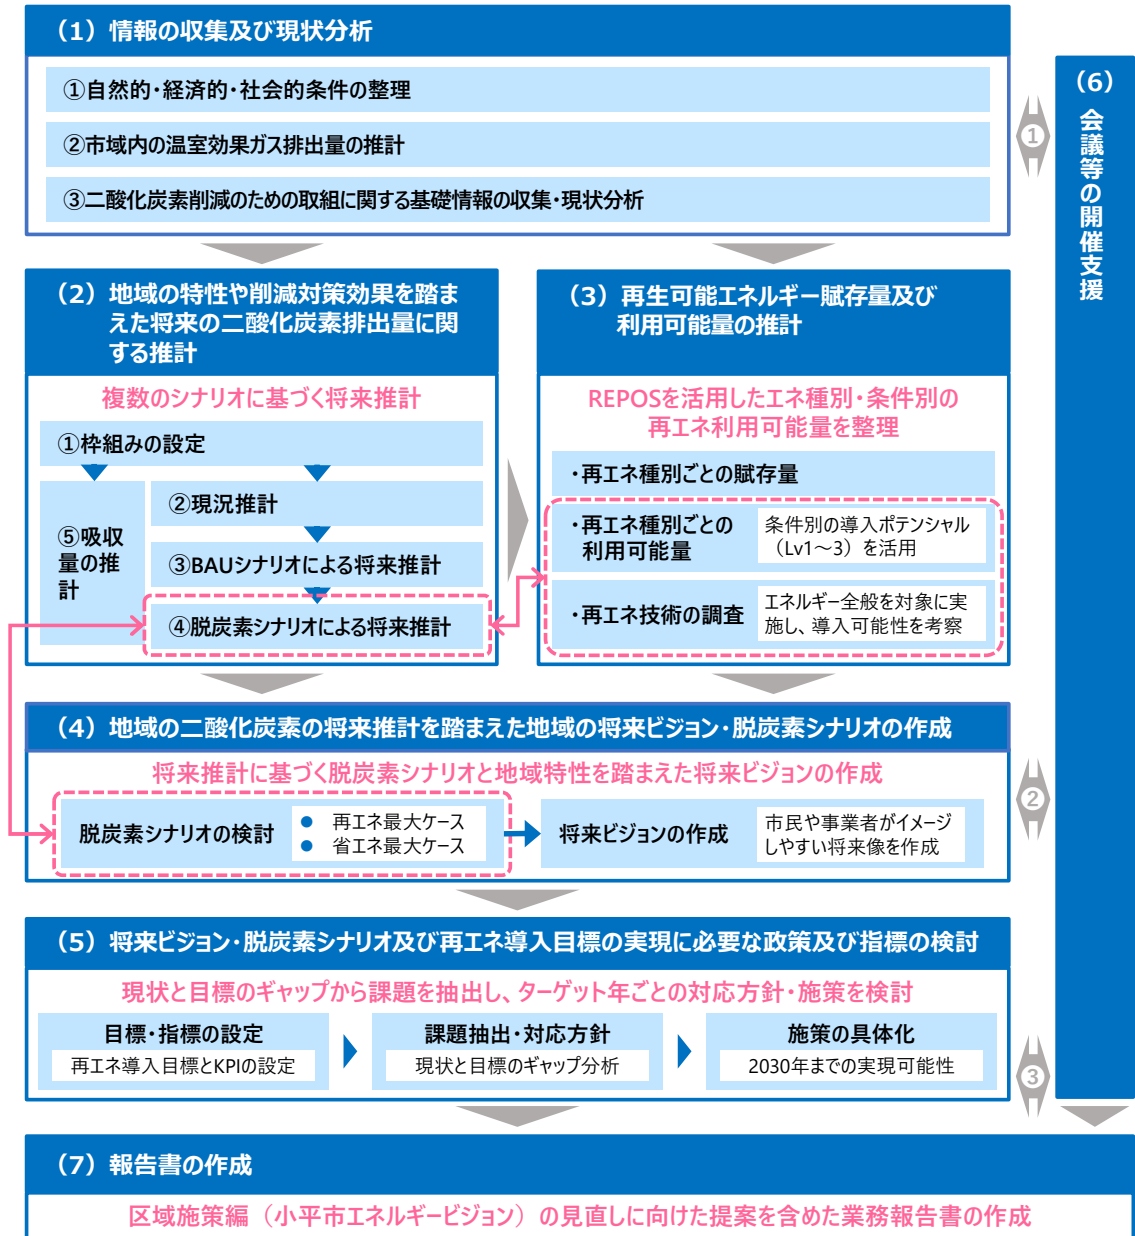 （1）情報の収集及び現状分析
①自然的・経済的・社会的条件の整理
②市域内の温室効果ガス排出量の推計
③二酸化炭素削減のための取組に関する基礎情報の収集・現状分析
（6）会議等の開催支援
①
（2）地域の特性や削減対策効果を踏ま
えた将来の二酸化炭素排出量に関
する推計
複数のシナリオに基づく将来推計
①枠組みの設定
②現況推計
③BAUシナリオによる将来推計
④脱炭素シナリオによる将来推計
⑤吸収
量の推
計
（3）再生可能エネルギー賦存量及び
利用可能量の推計
REPOSを活用したエネ種別・条件別の
再エネ利用可能量を整理
・再エネ種別ごとの賦存量
・再エネ種別ごとの
利用可能量
条件別の導入ポテンシャル
（Lv1～3）を活用
・再エネ技術の調査
エネルギー全般を対象に実
施し、導入可能性を考察
（4）地域の二酸化炭素の将来推計を踏まえた地域の将来ビジョン・脱炭素シナリオの作成
将来推計に基づく脱炭素シナリオと地域特性を踏まえた将来ビジョンの作成
脱炭素シナリオの検討
● 再エネ最大ケース
● 省エネ最大ケース
将来ビジョンの作成
市民や事業者がイメージ
しやすい将来像を作成
②
（5）将来ビジョン・脱炭素シナリオ及び再エネ導入目標の実現に必要な政策及び指標の検討
現状と目標のギャップから課題を抽出し、ターゲット年ごとの対応方針・施策を検討
目標・指標の設定
再エネ導入目標とKPIの設定
課題抽出・対応方針
現状と目標のギャップ分析
施策の具体化
2030年までの実現可能性
③
（7）報告書の作成
区域施策編（小平市エネルギービジョン）の見直しに向けた提案を含めた業務報告書の作成